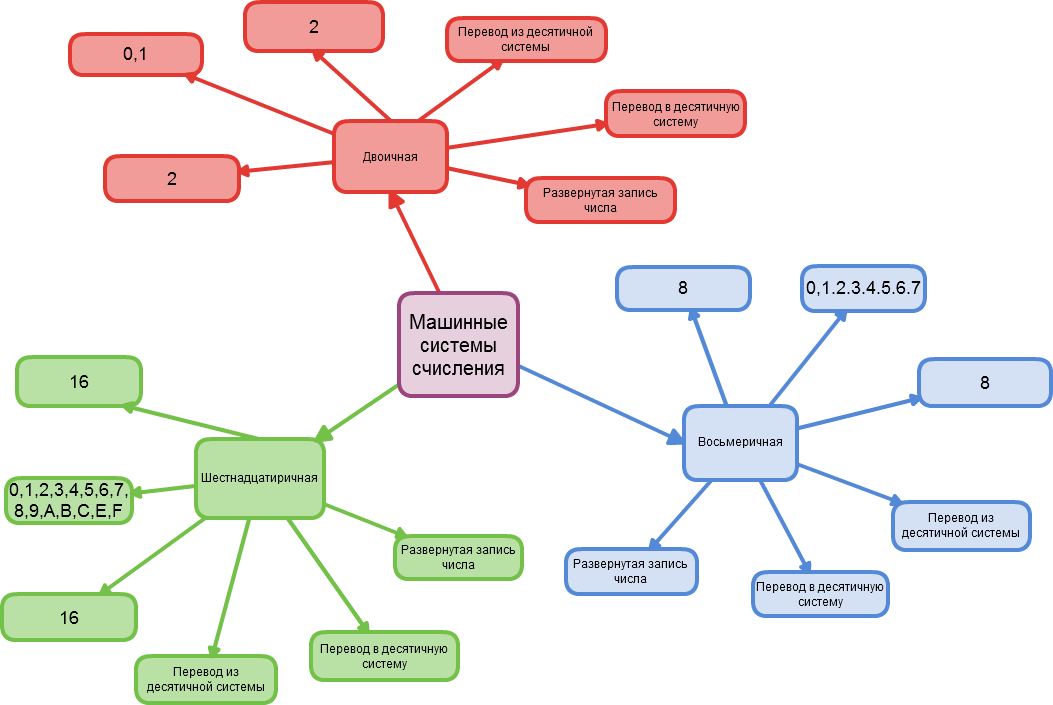 2
0,1
Перевод из десятичной
системы
Перевод в десятичную
систему
Двоичная
2
Развернутая запись
числа
Машинные
системы
счисления
8
0,1.2.3.4.5.6.7
8
Восьмеричная
Перевод из
десятичной системы
Развернутая запись
числа
Перевод в десятичную
систему
16
Шестнадцатиричная
0,1,2,3,4,5,6,7,
8,9,A,B,C,E,F
Развернутая запись
числа
16
Перевод в десятичную
систему
Перевод из
десятичной системы